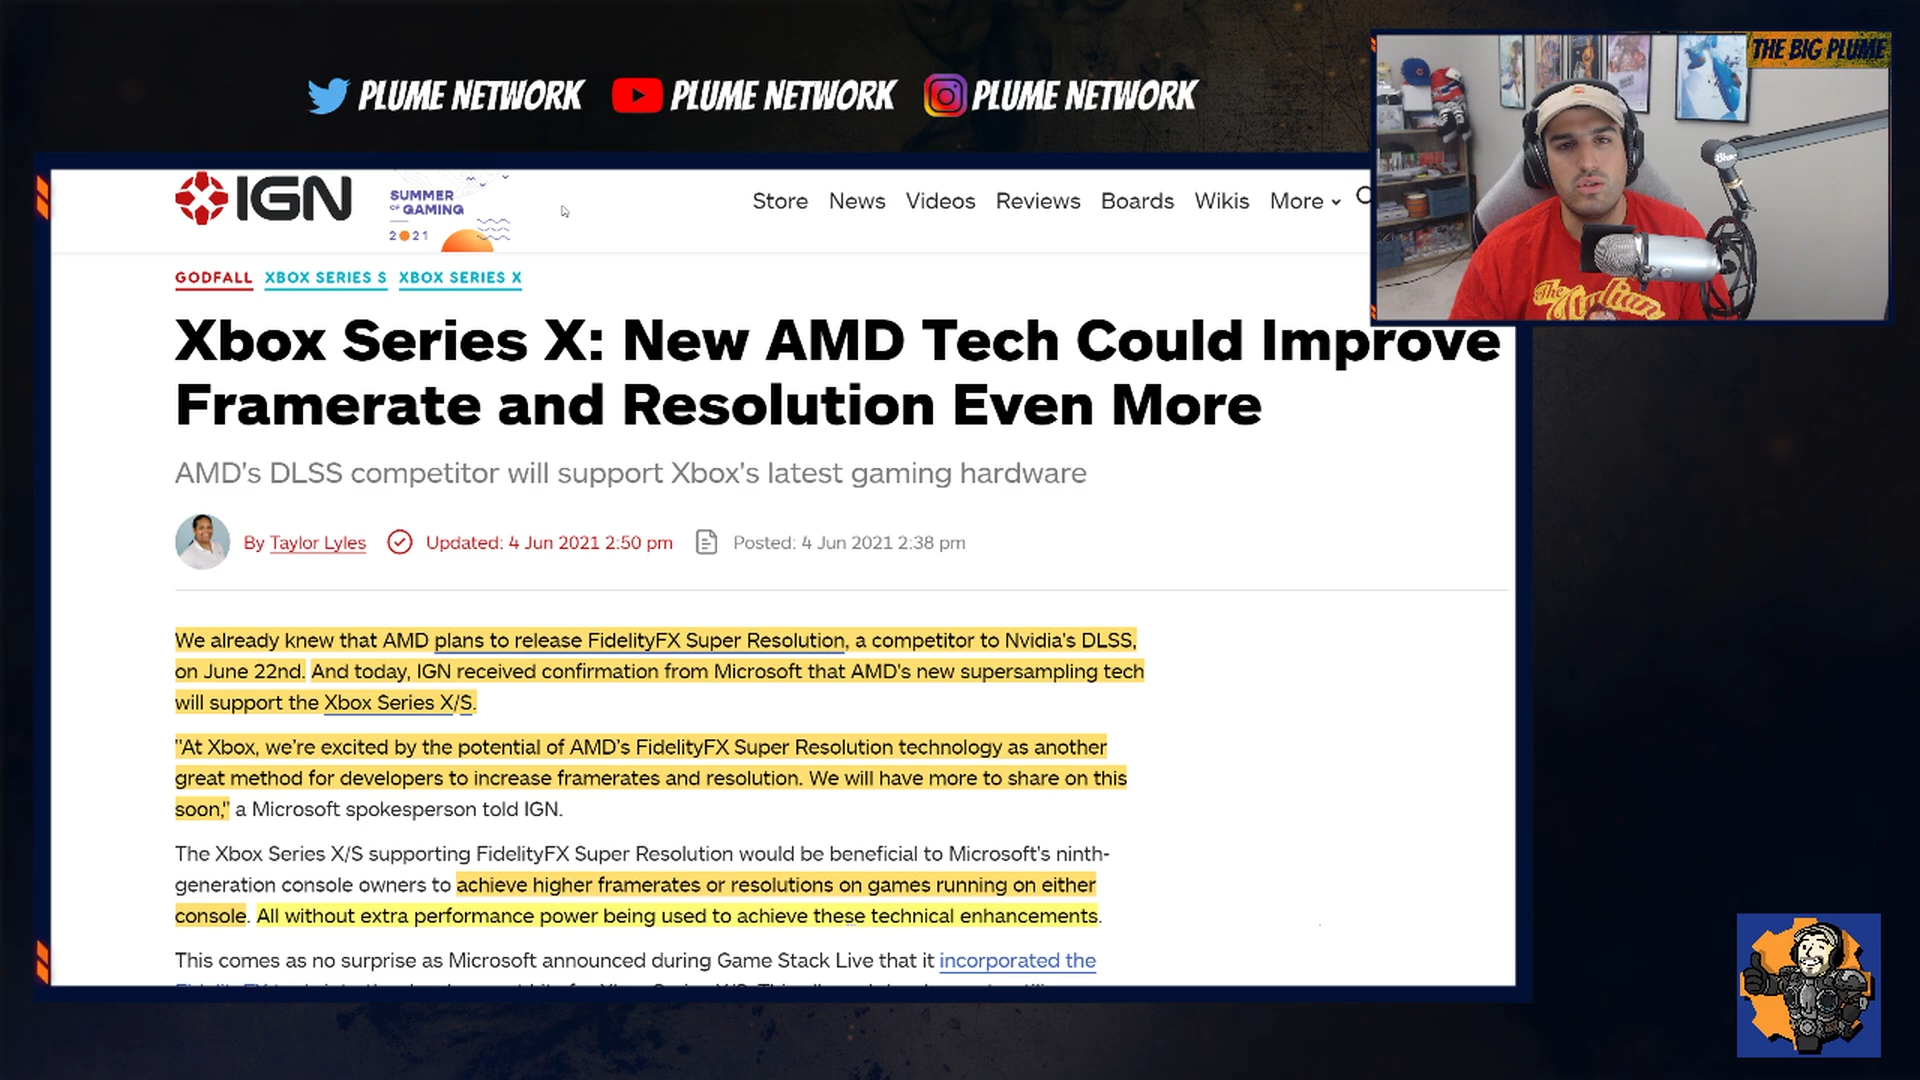 PLUME NETWORK PLUME NETWORK PLUME NETWORK
THE BIG PLUME
IGN
SUMMER
OF GAMING
2021
Store News Videos Reviews Boards Wikis More
GODFALL XBOX SERIES S XBOX SERIES X
Xbox Series X: New AMD Tech Could Improve
Framerate and Resolution Even More
AMD's DLSS competitor will support Xbox's latest gaming hardware
By Taylor Lyles Updated: 4 Jun 2021 2:50 pm Posted: 4 Jun 2021 2:38 pm
We already knew that AMD plans to release FidelityFX Super Resolution, a competitor to Nvidia's DLSS,
on June 22nd. And today, IGN received confirmation from Microsoft that AMD's new supersampling tech
will support the Xbox Series X/S.
"At Xbox, we're excited by the potential of AMD's FidelityFX Super Resolution technology as another
great method for developers to increase framerates and resolution. We will have more to share on this
soon," a Microsoft spokesperson told IGN.
The Xbox Series X/S supporting FidelityFX Super Resolution would be beneficial to Microsoft's ninth-
generation console owners to achieve higher framerates or resolutions on games running on either
console. All without extra performance power being used to achieve these technical enhancements.
This comes as no surprise as Microsoft announced during Game Stack Live that it incorporated the
The
Blue